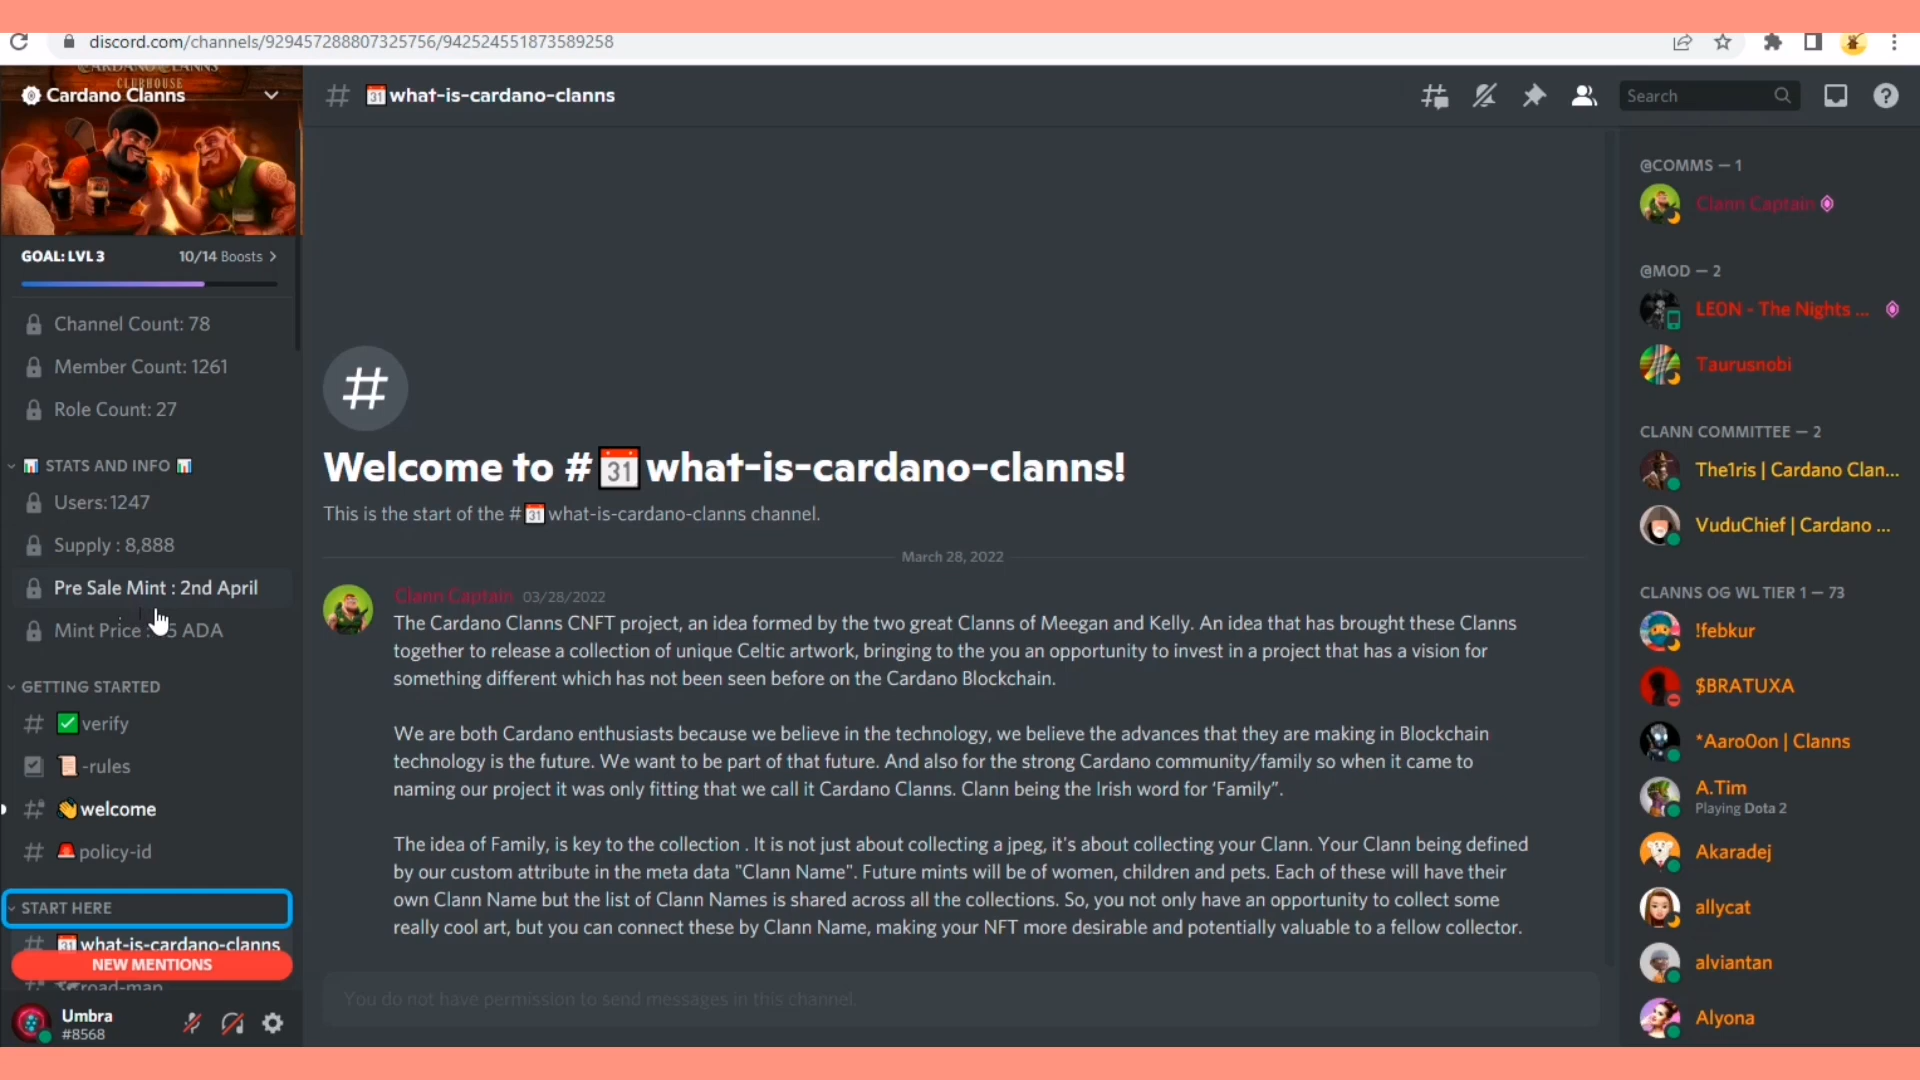 discord.com/channels/929457288807325756/942524551873589258
CLUBHOUSE
Cardano Clanns
GOAL: LVL 3 10/14 Boosts
Channel Count: 78
Member Count: 1261
Role Count: 27
STATS AND INFO
Users: 1247
Supply : 8,888
Pre Sale Mint : 2nd April
Mint Price : ADA
GETTING STARTED
verify
-rules
welcome
policy-id
START HERE
what-is-cardano-clanns
NEW MENTIONS
road-map
Umbra
#8568
# 31 what-is-cardano-clanns
Search
Welcome to # 31 what-is-cardano-clanns!
This is the start of the # 31 what-is-cardano-clanns channel.
March 28, 2022
Clann Captain 03/28/2022
The Cardano Clanns CNFT project, an idea formed by the two great Clanns of Meegan and Kelly. An idea that has brought these Clanns
together to release a collection of unique Celtic artwork, bringing to the you an opportunity to invest in a project that has a vision for
something different which has not been seen before on the Cardano Blockchain.
We are both Cardano enthusiasts because we believe in the technology, we believe the advances that they are making in Blockchain
technology is the future. We want to be part of that future. And also for the strong Cardano community/family so when it came to
naming our project it was only fitting that we call it Cardano Clanns. Clann being the Irish word for ‘Family”.
The idea of Family, is key to the collection . It is not just about collecting a jpeg, it's about collecting your Clann. Your Clann being defined
by our custom attribute in the meta data "Clann Name". Future mints will be of women, children and pets. Each of these will have their
own Clann Name but the list of Clann Names is shared across all the collections. So, you not only have an opportunity to collect some
really cool art, but you can connect these by Clann Name, making your NFT more desirable and potentially valuable to a fellow collector.
You do not have permission to send messages in this channel.
@COMMS — 1
Clann Captain
@MOD — 2
LEON - The Nights ...
Taurusnobi
CLANN COMMITTEE — 2
The1ris | Cardano Clan...
VuduChief | Cardano ...
CLANNS OG WL TIER 1 — 73
!febkur
$BRATUXA
*Aaro0on | Clanns
A.Tim
Playing Dota 2
Akaradej
allycat
alviantan
Alyona